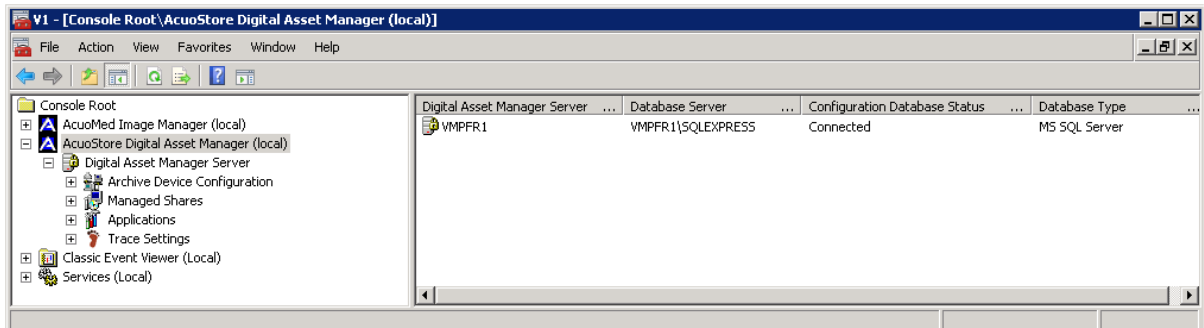 V1 - [Console Root\AcuoStore Digital Asset Manager (local)]
File Action View Favorites Window Help
Console Root
AcuoMed Image Manager (local)
AcuoStore Digital Asset Manager (local)
Digital Asset Manager Server
Archive Device Configuration
Managed Shares
Applications
Trace Settings
Classic Event Viewer (Local)
Services (Local)
Digital Asset Manager Server ... Database Server ... Configuration Database Status ... Database Type ...
VMPFR1 VMPFR1\SQLEXPRESS Connected MS SQL Server